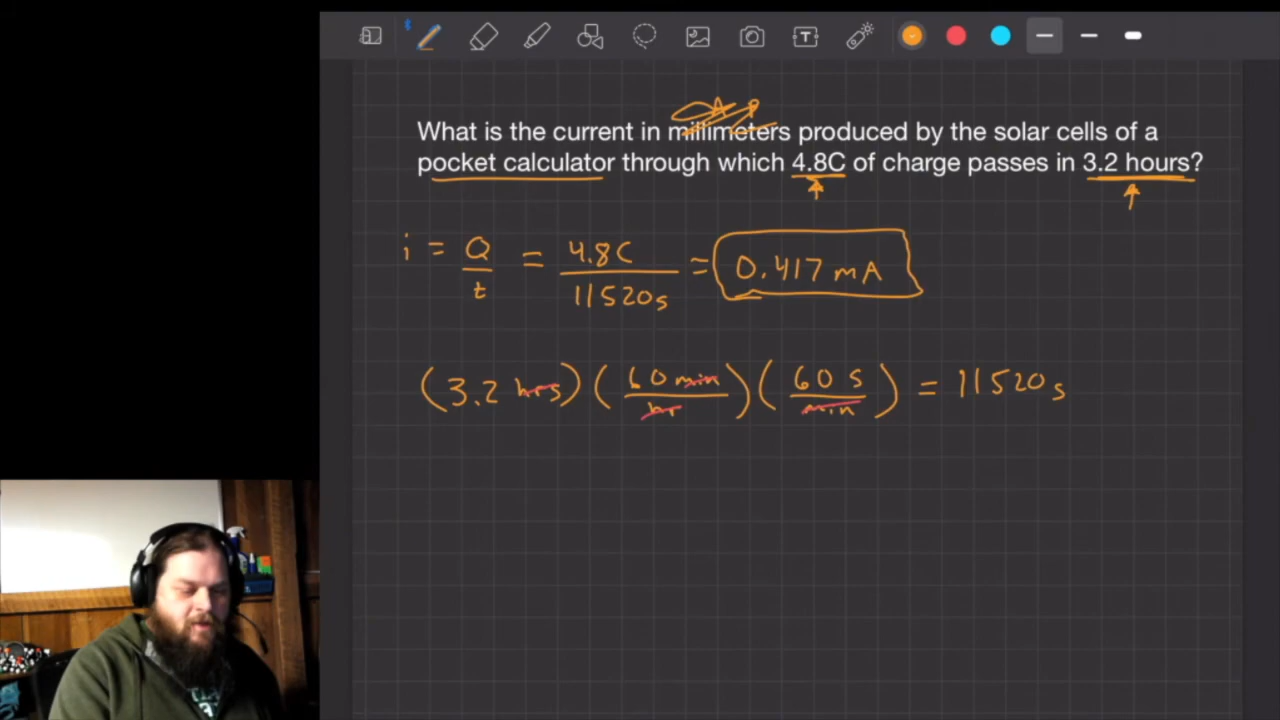 What is the current in millimeters produced by the solar cells of a
pocket calculator through which 4.8C of charge passes in 3.2 hours?
i = Q/t = 4.8C/11520s = 0.417 mA
(3.2 hrs)(60 min/hr)(60 s/min) = 11520s